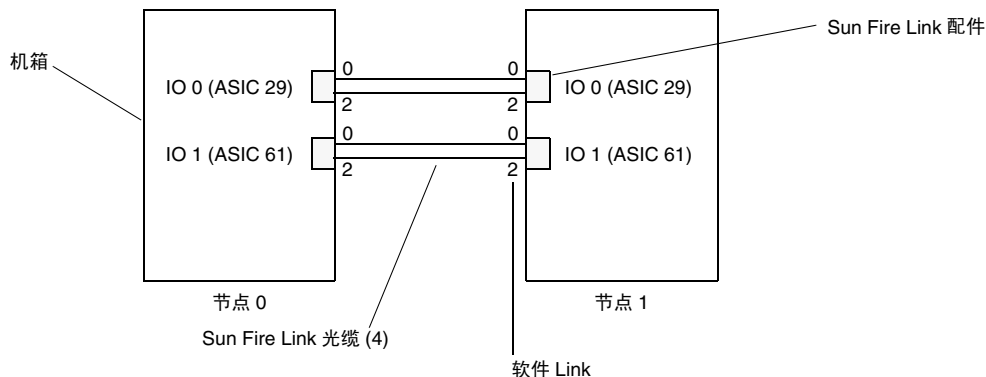 Sun Fire Link 配件
机箱
0 0
IO 0 (ASIC 29) IO 0 (ASIC 29)
2 2
0 0
IO 1 (ASIC 61) IO 1 (ASIC 61)
2 2
节点 0 节点 1
Sun Fire Link 光缆 (4)
软件 Link